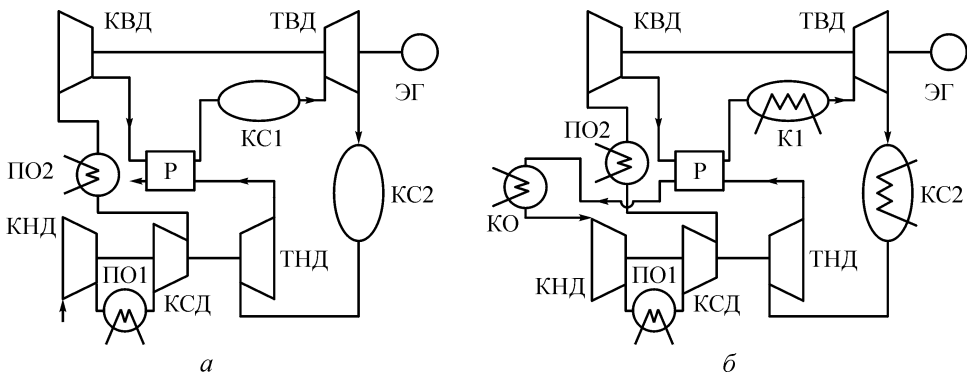 КВД
ТВД
ЭГ
КС1
ПО2
Р
КС2
КНД
ПО1
ТНД
КСД
а
КВД
ТВД
ЭГ
К1
ПО2
Р
КС2
КО
ПО1
ТНД
КНД
КСД
б